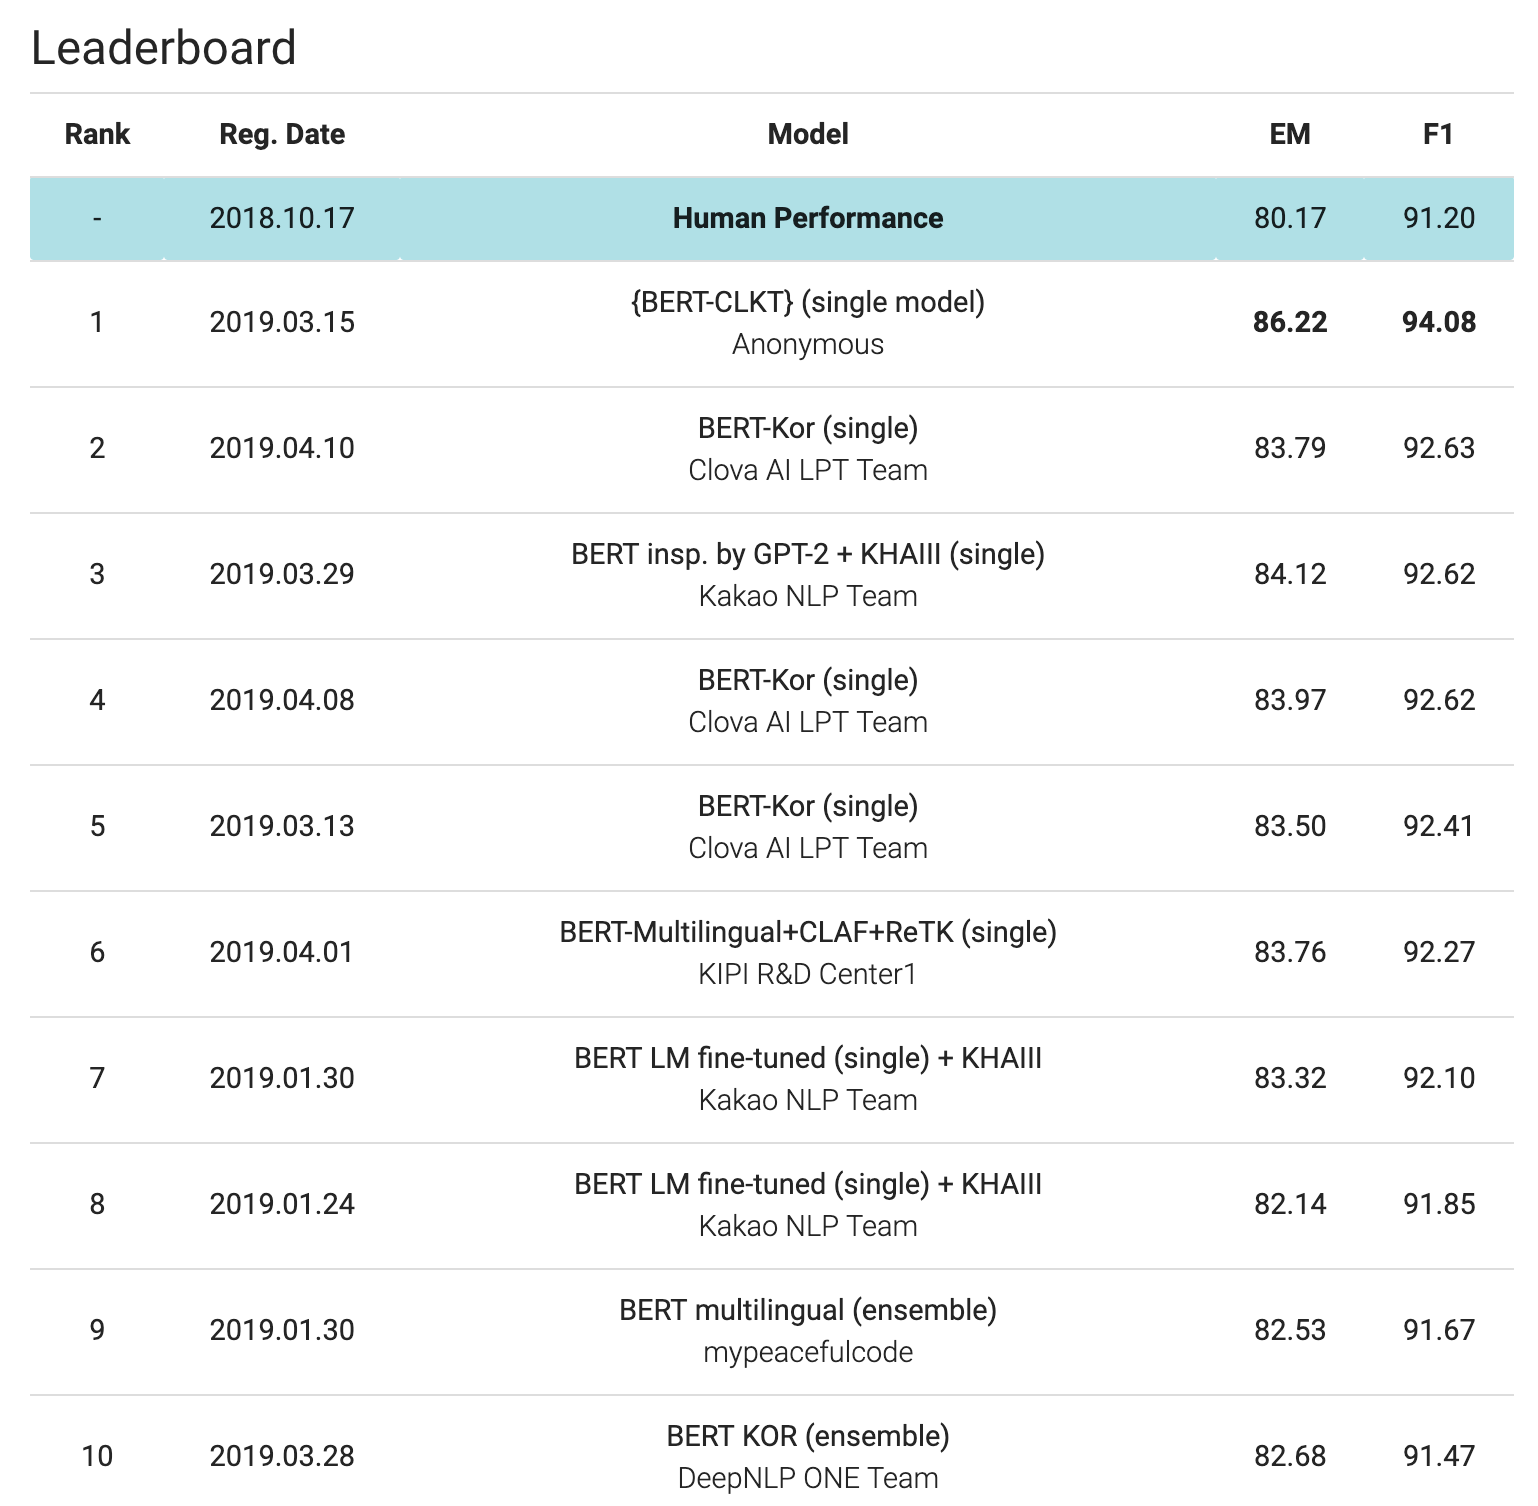 Leaderboard
Rank Reg. Date Model EM F1
- 2018.10.17 Human Performance 80.17 91.20
1 2019.03.15 {BERT-CLKT} (single model) 86.22 94.08
Anonymous
2 2019.04.10 BERT-Kor (single) 83.79 92.63
Clova AI LPT Team
3 2019.03.29 BERT insp. by GPT-2 + KHAIII (single) 84.12 92.62
Kakao NLP Team
4 2019.04.08 BERT-Kor (single) 83.97 92.62
Clova AI LPT Team
5 2019.03.13 BERT-Kor (single) 83.50 92.41
Clova AI LPT Team
6 2019.04.01 BERT-Multilingual+CLAF+ReTK (single) 83.76 92.27
KIPI R&D Center1
7 2019.01.30 BERT LM fine-tuned (single) + KHAIII 83.32 92.10
Kakao NLP Team
8 2019.01.24 BERT LM fine-tuned (single) + KHAIII 82.14 91.85
Kakao NLP Team
9 2019.01.30 BERT multilingual (ensemble) 82.53 91.67
mypeacefulcode
10 2019.03.28 BERT KOR (ensemble) 82.68 91.47
DeepNLP ONE Team